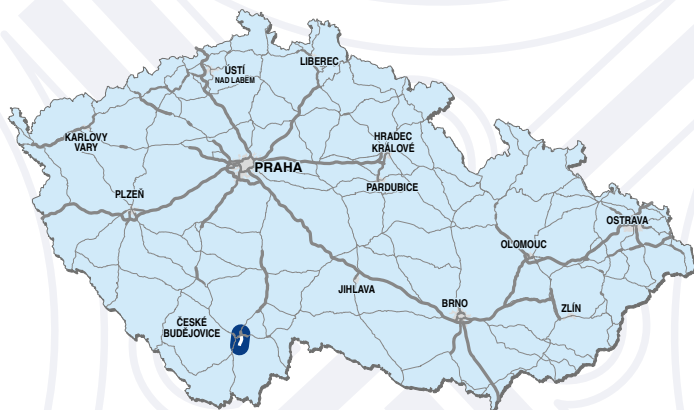 ÚSTÍ
NAD LABEM
LIBEREC
KARLOVY
VARY
HRADEC
KRÁLOVÉ
PRAHA
PARDUBICE
PLZEŇ
OSTRAVA
OLOMOUC
JIHLAVA
BRNO
ZLÍN
ČESKÉ
BUDĚJOVICE